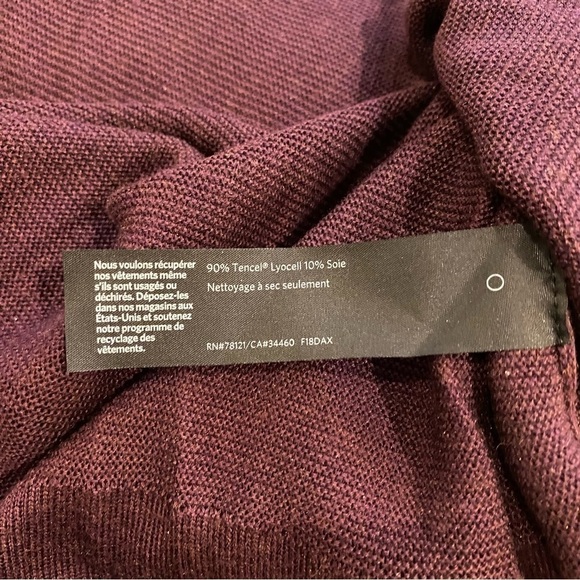 Nous voulons récupérer
nos vêtements même
s'ils sont usagés ou
déchirés. Déposez-les
dans nos magasins aux
États-Unis et soutenez
notre programme de
recyclage des
vêtements.
90% Tencel® Lyocell 10% Soie
Nettoyage à sec seulement
RN#78121/CA#34460 F18DAX